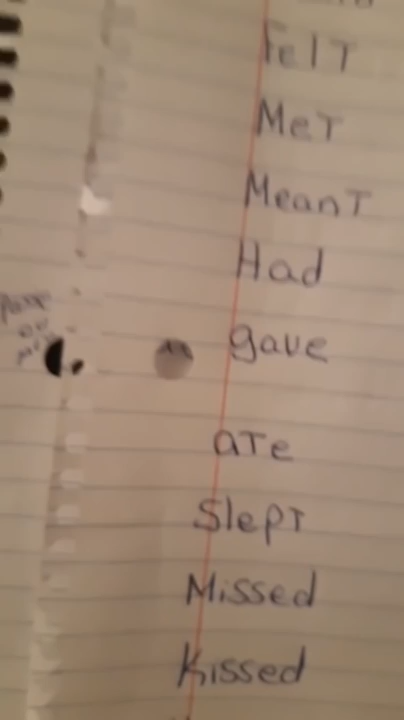 FelT
MeT
MeanT
Had
gave
aTe
SlepT
Missed
Kissed